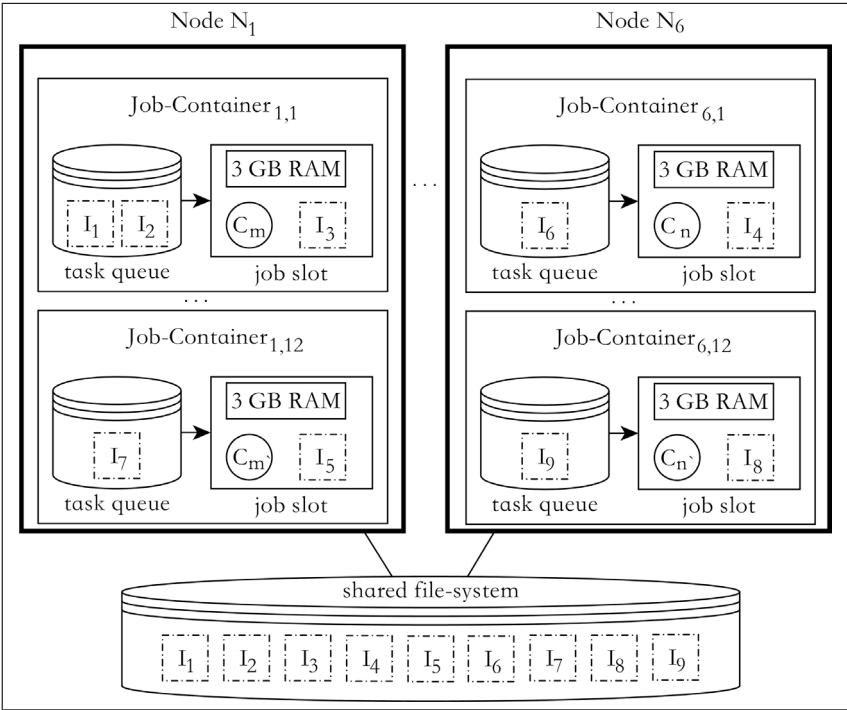 Node N1 Node N6
Job-Container1,1
3 GB RAM
I1 I2 Cm I3
task queue job slot
. . .
Job-Container1,12
3 GB RAM
I7 Cm` I5
task queue job slot
. . .
Job-Container6,1
3 GB RAM
I6 Cn I4
task queue job slot
. . .
Job-Container6,12
3 GB RAM
I9 Cn` I8
task queue job slot
shared file-system
I1 I2 I3 I4 I5 I6 I7 I8 I9